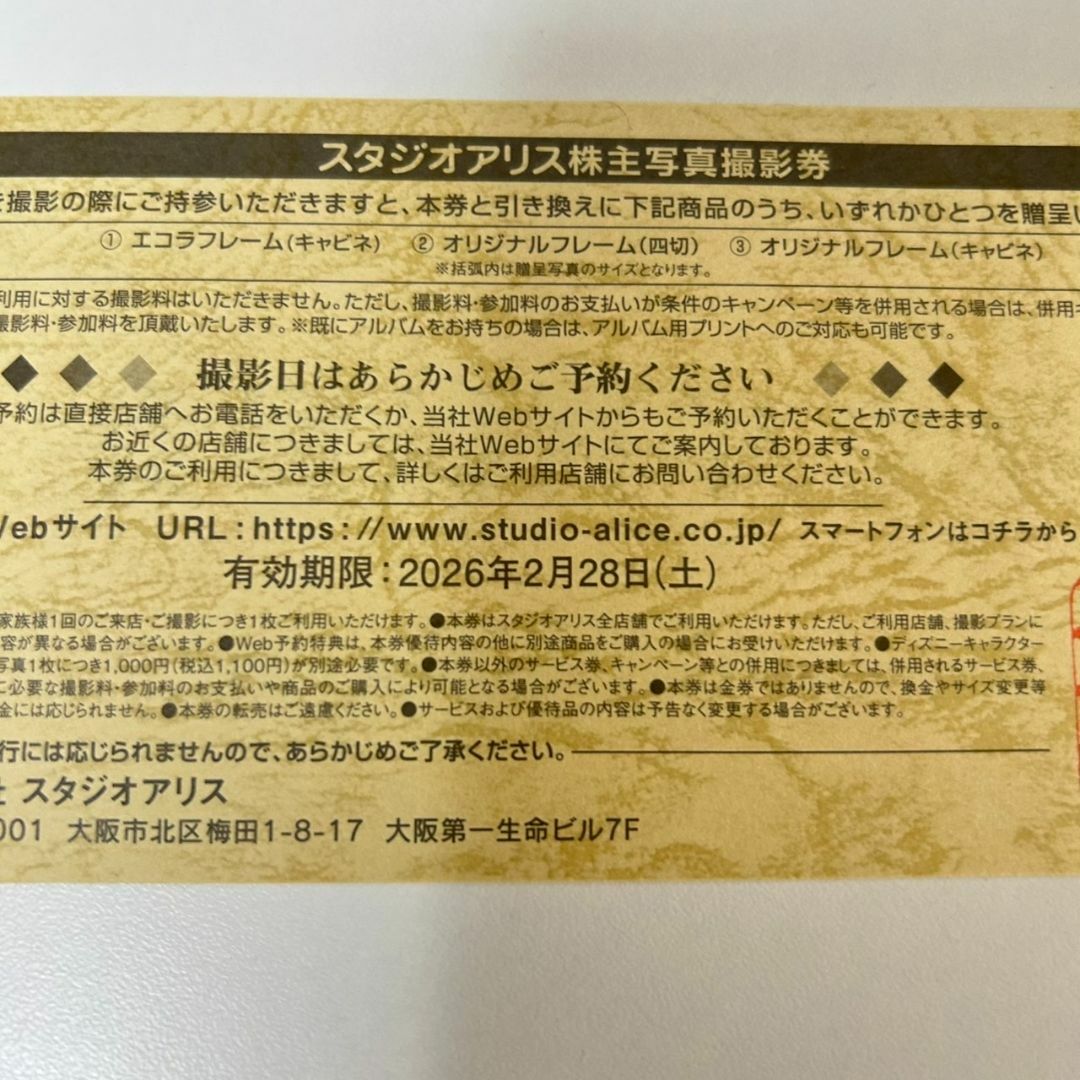 スタジオアリス株主写真撮影券
撮影の際にご持参いただきますと、本券と引き換えに下記商品のうち、いずれかひとつを贈呈い
① エコラフレーム(キャビネ) ② オリジナルフレーム(四切) ③ オリジナルフレーム(キャビネ)
※括弧内は贈呈写真のサイズとなります。
利用に対する撮影料はいただきません。ただし、撮影料・参加料のお支払いが条件のキャンペーン等を併用される場合は、併用
撮影料・参加料を頂戴いたします。※既にアルバムをお持ちの場合は、アルバム用プリントへのご対応も可能です。
撮影日はあらかじめご予約ください
予約は直接店舗へお電話をいただくか、当社Webサイトからもご予約いただくことができます。
お近くの店舗につきましては、当社Webサイトにてご案内しております。
本券のご利用につきまして、詳しくはご利用店舗にお問い合わせください。
Webサイト URL:https://www.studio-alice.co.jp/ スマートフォンはコチラから
有効期限:2026年2月28日(土)
家族様1回のご来店・ご撮影につき1枚ご利用いただけます。●本券はスタジオアリス全店舗でご利用いただけます。ただし、ご利用店舗、撮影プランに
容が異なる場合がございます。●Web予約特典は、本券優待内容の他に別途商品をご購入の場合にお受けいただけます。●ディズニーキャラクター
写真1枚につき1,000円(税込1,100円)が別途必要です。●本券以外のサービス券、キャンペーン等との併用につきましては、併用されるサービス券、
に必要な撮影料・参加料のお支払いや商品のご購入により可能となる場合がございます。●本券は金券ではありませんので、換金やサイズ変更等
金には応じられません。●本券の転売はご遠慮ください。●サービスおよび優待品の内容は予告なく変更する場合がございます。
行には応じられませんので、あらかじめご了承ください。
社 スタジオアリス
001 大阪市北区梅田1-8-17 大阪第一生命ビル7F